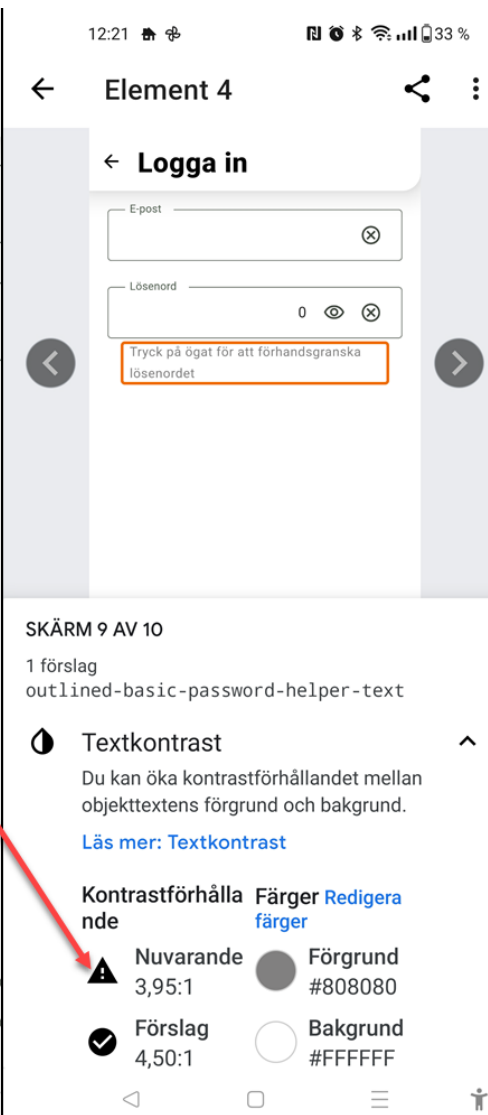 12:21
33 %
Element 4
Logga in
E-post
Lösenord
0
Tryck på ögat för att förhandsgranska
lösenordet
SKÄRM 9 AV 10
1 förslag
outlined-basic-password-helper-text
Textkontrast
Du kan öka kontrastförhållandet mellan
objekttextens förgrund och bakgrund.
Läs mer: Textkontrast
Kontrastförhålla
nde
Färger Redigera
färger
Nuvarande
3,95:1
Förgrund
#808080
Förslag
4,50:1
Bakgrund
#FFFFFF